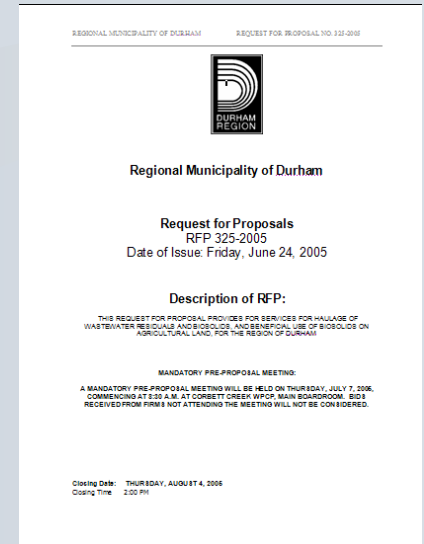 REGIONAL MUNICIPALITY OF DURHAM REQUEST FOR PROPOSAL NO. 325-2005
DURHAM
REGION
Regional Municipality of Durham
Request for Proposals
RFP 325-2005
Date of Issue: Friday, June 24, 2005
Description of RFP:
THIS REQUEST FOR PROPOSAL PROVIDES FOR SERVICES FOR HAULAGE OF
WASTEWATER RESIDUALS AND BIOSOLIDS, AND BENEFICIAL USE OF BIOSOLIDS ON
AGRICULTURAL LAND, FOR THE REGION OF DURHAM
MANDATORY PRE-PROPOSAL MEETING:
A MANDATORY PRE-PROPOSAL MEETING WILL BE HELD ON THURSDAY, JULY 7, 2005,
COMMENCING AT 8:30 A.M. AT CORBETT CREEK WPCP, MAIN BOARDROOM. BIDS
RECEIVED FROM FIRMS NOT ATTENDING THE MEETING WILL NOT BE CONSIDERED.
Closing Date: THURSDAY, AUGUST 4, 2005
Closing Time 2:00 PM